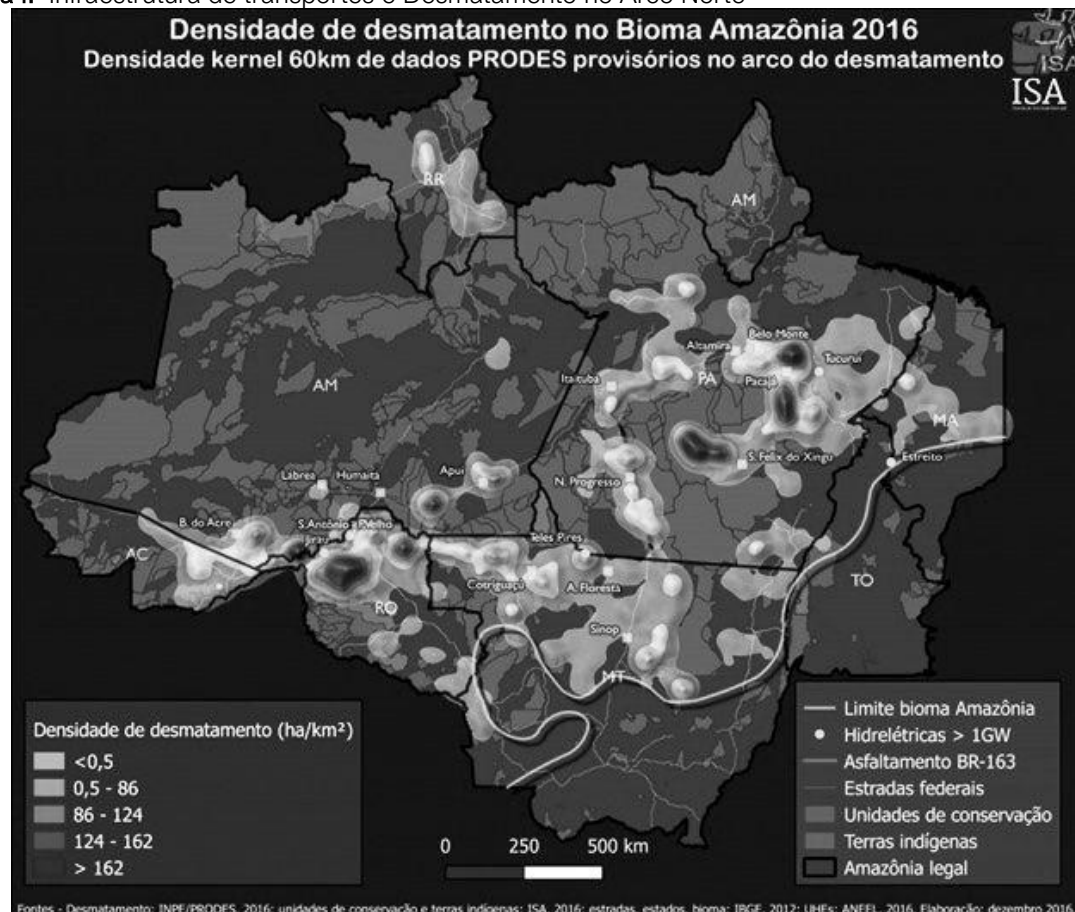 a 4. Infraestrutura de transportes e Desmatamento no Arco Norte
Densidade de desmatamento no Bioma Amazônia 2016
Densidade kernel 60km de dados PRODES provisórios no arco do desmatamento
ISA
ISA
RR
AM
Belo Monte
Altamira
Tucuruí
Itaituba
PA
Pacajá
AM
MA
S. Felix do Xingu
Estreito
Apuí
Lábrea
Humaitá
N. Progresso
B. do Acre
S.Antônio
P.Velho
Jirau
Teles Pires
AC
Cotriguaçu
A. Floresta
TO
RO
Sinop
MT
Densidade de desmatamento (ha/km²)
<0,5
0,5 - 86
86 - 124
124 - 162
> 162
0 250 500 km
Limite bioma Amazônia
Hidrelétricas > 1GW
Asfaltamento BR-163
Estradas federais
Unidades de conservação
Terras indígenas
Amazônia legal
Fontes - Desmatamento: INPE/PRODES, 2016; unidades de conservação e terras indígenas: ISA, 2016; estradas, estados, bioma: IBGE, 2012; UHEs: ANEEL, 2016. Elaboração: dezembro 2016